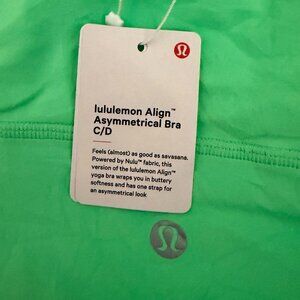 lululemon Align™
Asymmetrical Bra
C/D
Feels (almost) as good as savasana.
Powered by Nulu™ fabric, this
version of the lululemon Align™
yoga bra wraps you in buttery
softness and has one strap for
an asymmetrical look